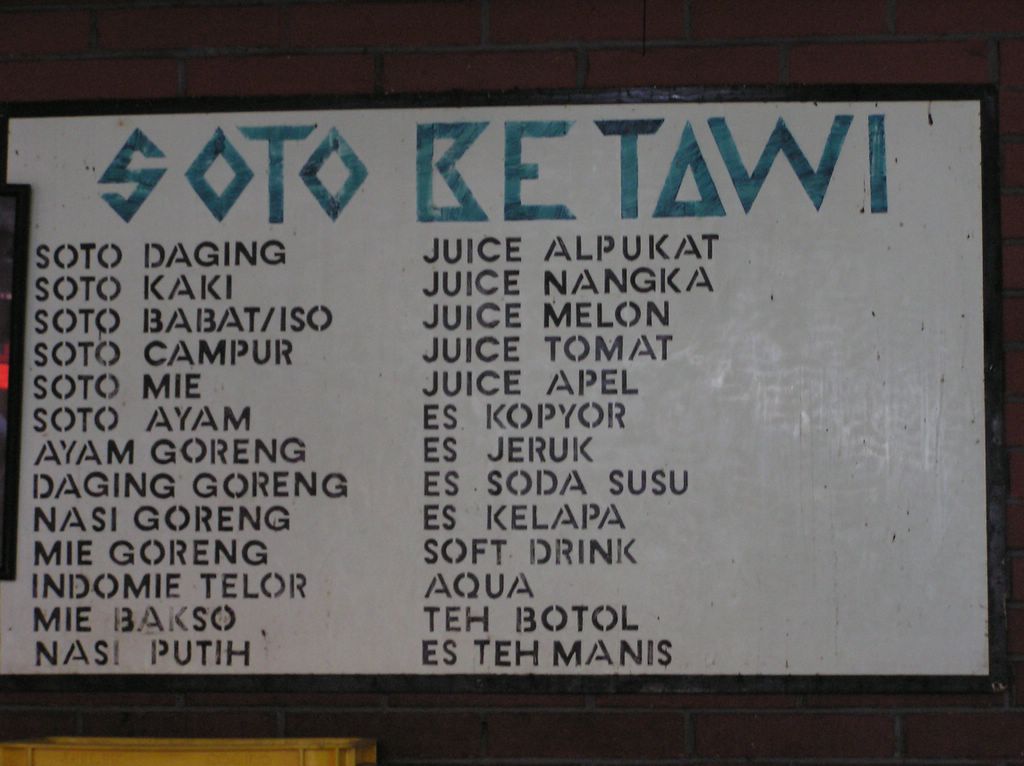 SOTO BETAWI
SOTO DAGING
SOTO KAKI
SOTO BABAT/ISO
SOTO CAMPUR
SOTO MIE
SOTO AYAM
AYAM GORENG
DAGING GORENG
NASI GORENG
MIE GORENG
INDOMIE TELOR
MIE BAKSO
NASI PUTIH
JUICE ALPUKAT
JUICE NANGKA
JUICE MELON
JUICE TOMAT
JUICE APEL
ES KOPYOR
ES JERUK
ES SODA SUSU
ES KELAPA
SOFT DRINK
AQUA
TEH BOTOL
ES TEH MANIS